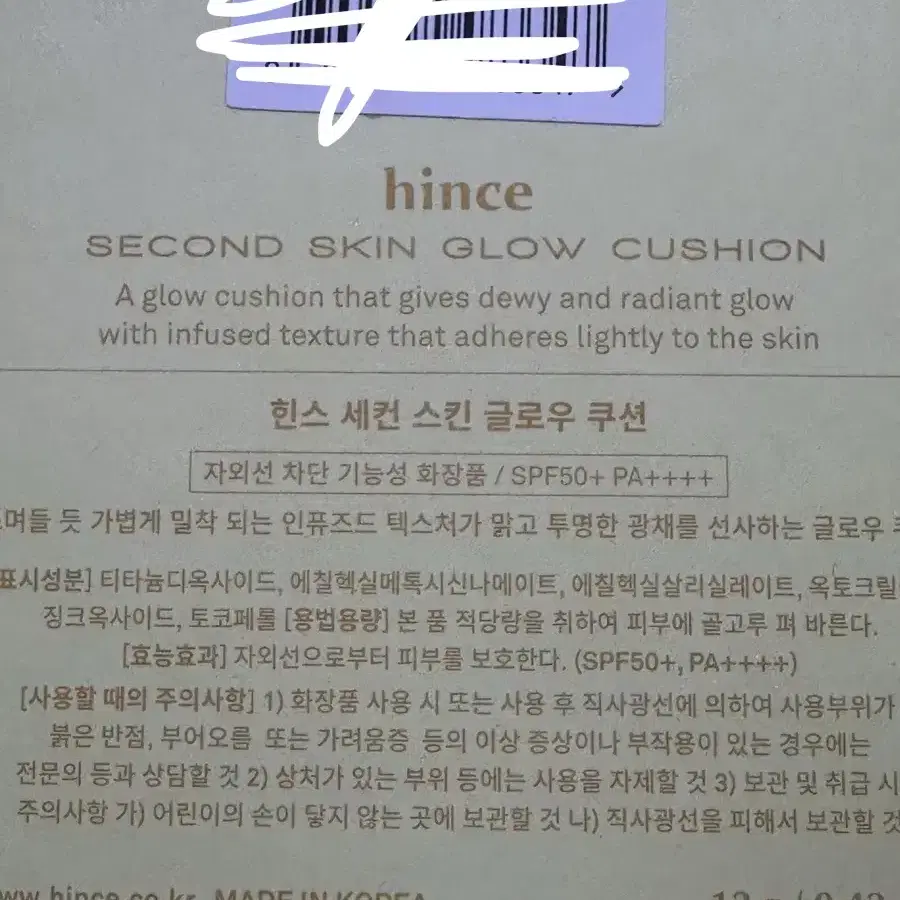 hince
SECOND SKIN GLOW CUSHION
A glow cushion that gives dewy and radiant glow
with infused texture that adheres lightly to the skin
힌스 세컨 스킨 글로우 쿠션
자외선 차단 기능성 화장품 / SPF50+ PA++++
듯 가볍게 밀착 되는 인퓨즈드 텍스처가 맑고 투명한 광채를 선사하는 글로우
표시성분] 티타늄디옥사이드, 에칠헥실메톡시신나메이트, 에칠헥실살리실레이트, 옥토크릴
징크옥사이드, 토코페롤 [용법용량] 본 품 적당량을 취하여 피부에 골고루 펴 바른다.
[효능효과] 자외선으로부터 피부를 보호한다. (SPF50+, PA++++)
[사용할 때의 주의사항] 1) 화장품 사용 시 또는 사용 후 직사광선에 의하여 사용부위가
붉은 반점, 부어오름 또는 가려움증 등의 이상 증상이나 부작용이 있는 경우에는
전문의 등과 상담할 것 2) 상처가 있는 부위 등에는 사용을 자제할 것 3) 보관 및 취급 시
주의사항 가) 어린이의 손이 닿지 않는 곳에 보관할 것 나) 직사광선을 피해서 보관할 것
www.hince.co.kr MADE IN KOREA